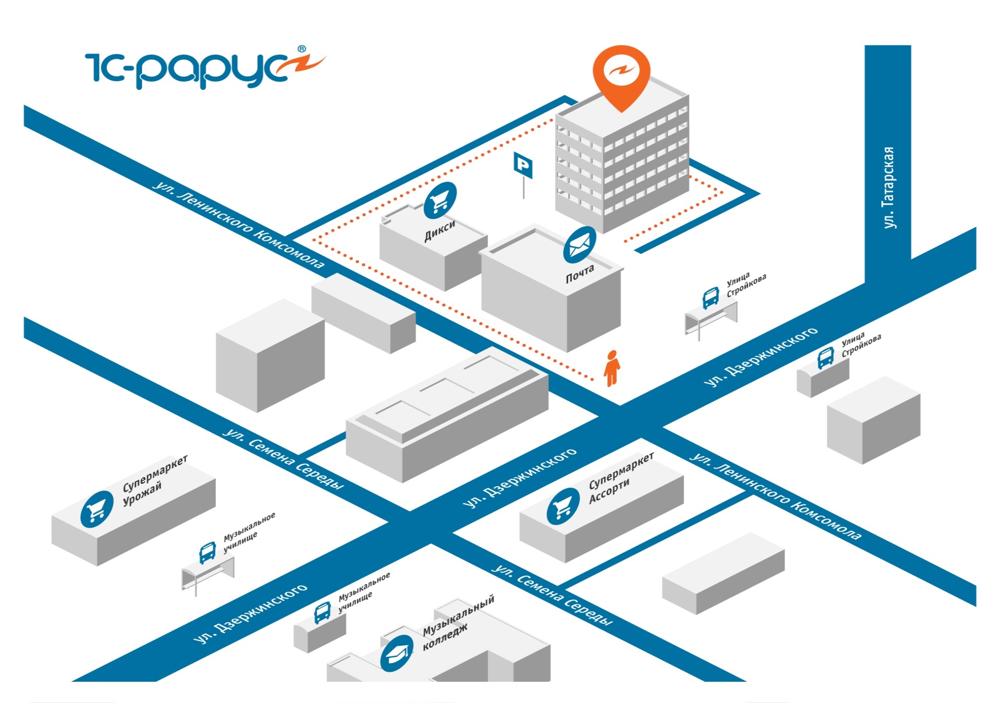 1С-рарус®
ул. Татарская
P
ул. Ленинского Комсомола
Дикси
Почта
Улица
Стройкова
ул. Дзержинского
Улица
Стройкова
ул. Семена Середы
ул. Дзержинского
Супермаркет
Ассорти
ул. Ленинского Комсомола
Супермаркет
Урожай
Музыкальное
училище
ул. Дзержинского
Музыкальное
училище
Музыкальный
колледж
ул. Семена Середы